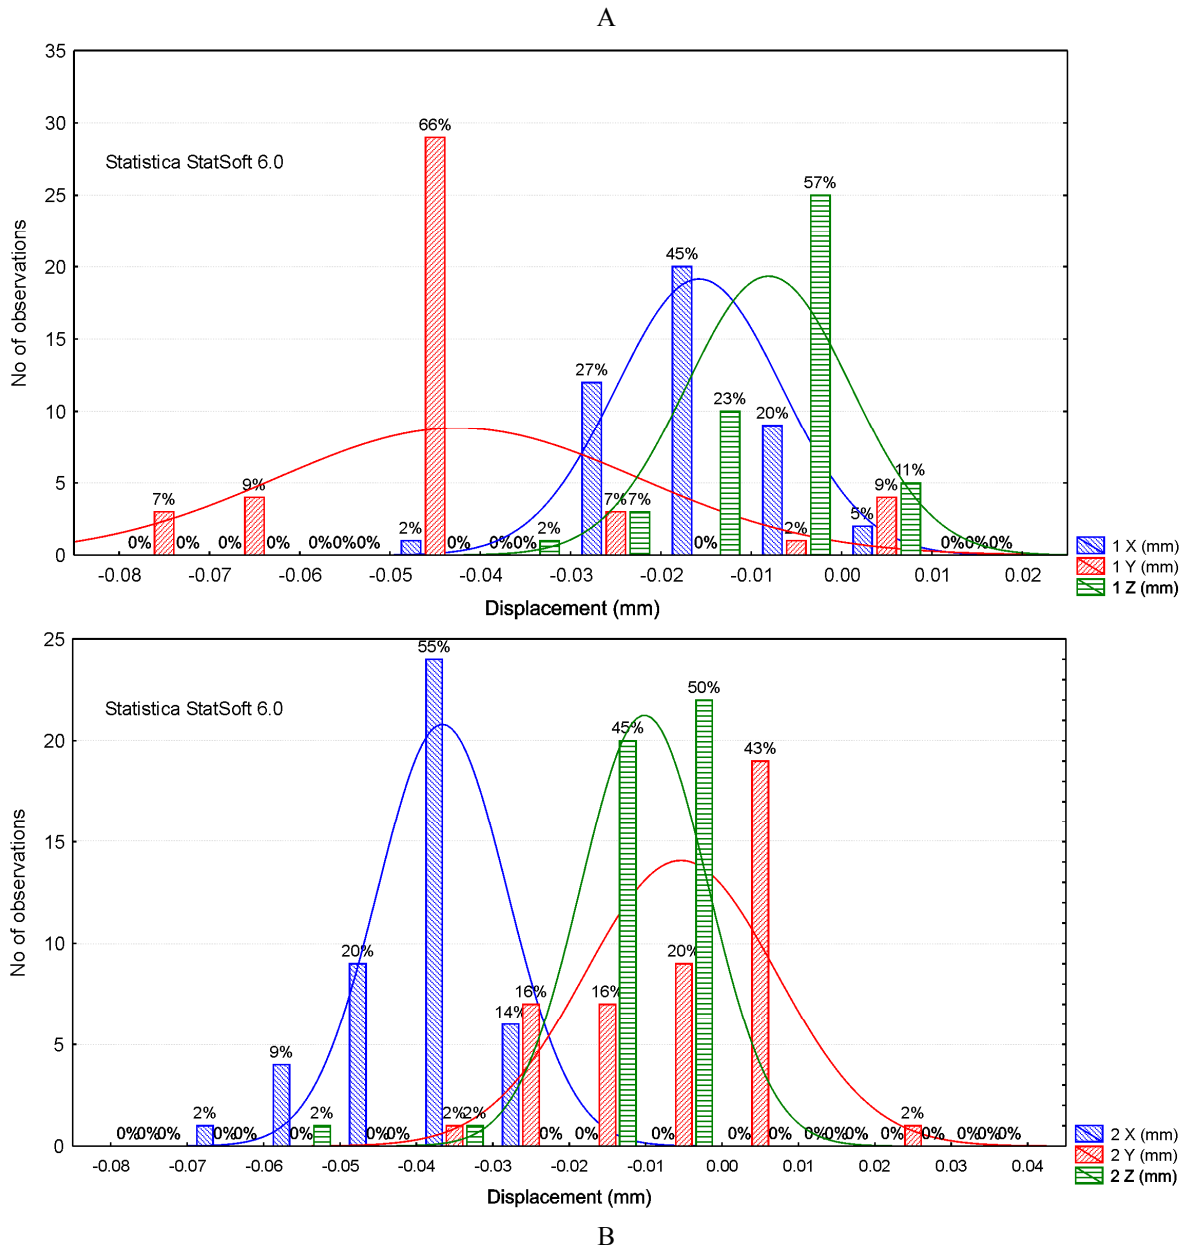 A
35
30
25
20
15
10
5
0
No of observations
Statistica StatSoft 6.0
66%
57%
45%
27%
23%
20%
7%
9%
2%
2%
7%
7%
2%
5%
9%
11%
0% 0% 0% 0% 0%0%0% 0% 0%0% 0% 0%0%0%
-0.08 -0.07 -0.06 -0.05 -0.04 -0.03 -0.02 -0.01 0.00 0.01 0.02
Displacement (mm)
1 X (mm)
1 Y (mm)
1 Z (mm)
25
20
15
10
5
0
No of observations
Statistica StatSoft 6.0
55%
50%
45%
43%
20%
20%
16%
16%
14%
9%
2%
2%
2%
2%
2%
0%0%0% 0%0% 0% 0%0% 0% 0% 0% 0% 0% 0%0%0% 0% 0% 0%0%0%
-0.08 -0.07 -0.06 -0.05 -0.04 -0.03 -0.02 -0.01 0.00 0.01 0.02 0.03 0.04
Displacement (mm)
2 X (mm)
2 Y (mm)
2 Z (mm)
B